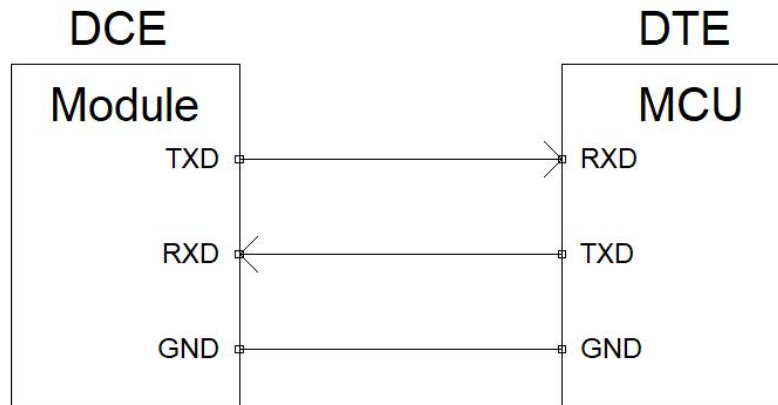 DCE
DTE
Module
MCU
TXD
RXD
RXD
TXD
GND
GND